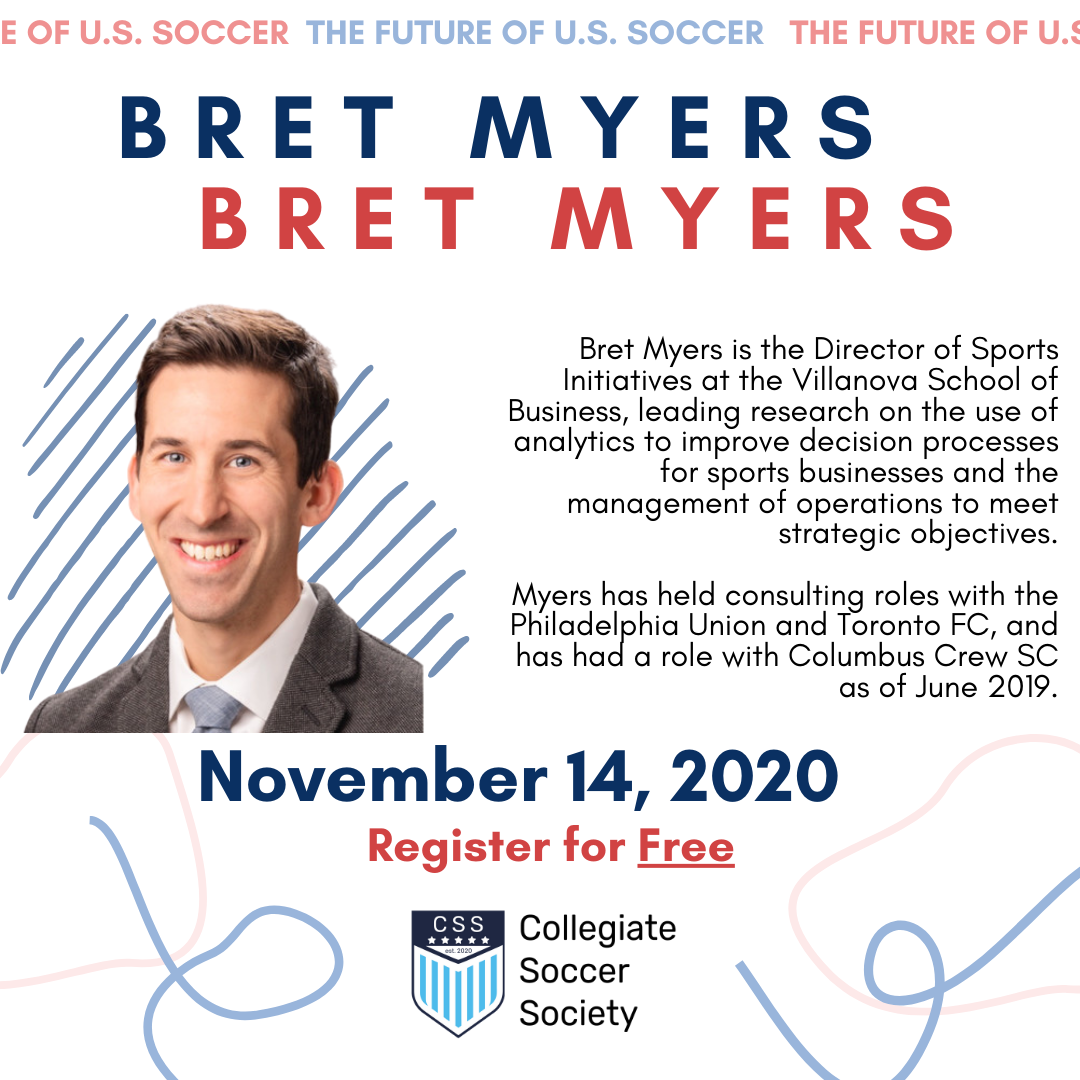 E OF U.S. SOCCER THE FUTURE OF U.S. SOCCER THE FUTURE OF U.S
BRET MYERS
BRET MYERS
Bret Myers is the Director of Sports
Initiatives at the Villanova School of
Business, leading research on the use of
analytics to improve decision processes
for sports businesses and the
management of operations to meet
strategic objectives.
Myers has held consulting roles with the
Philadelphia Union and Toronto FC, and
has had a role with Columbus Crew SC
as of June 2019.
November 14, 2020
Register for Free
CSS
est. 2020
Collegiate
Soccer
Society